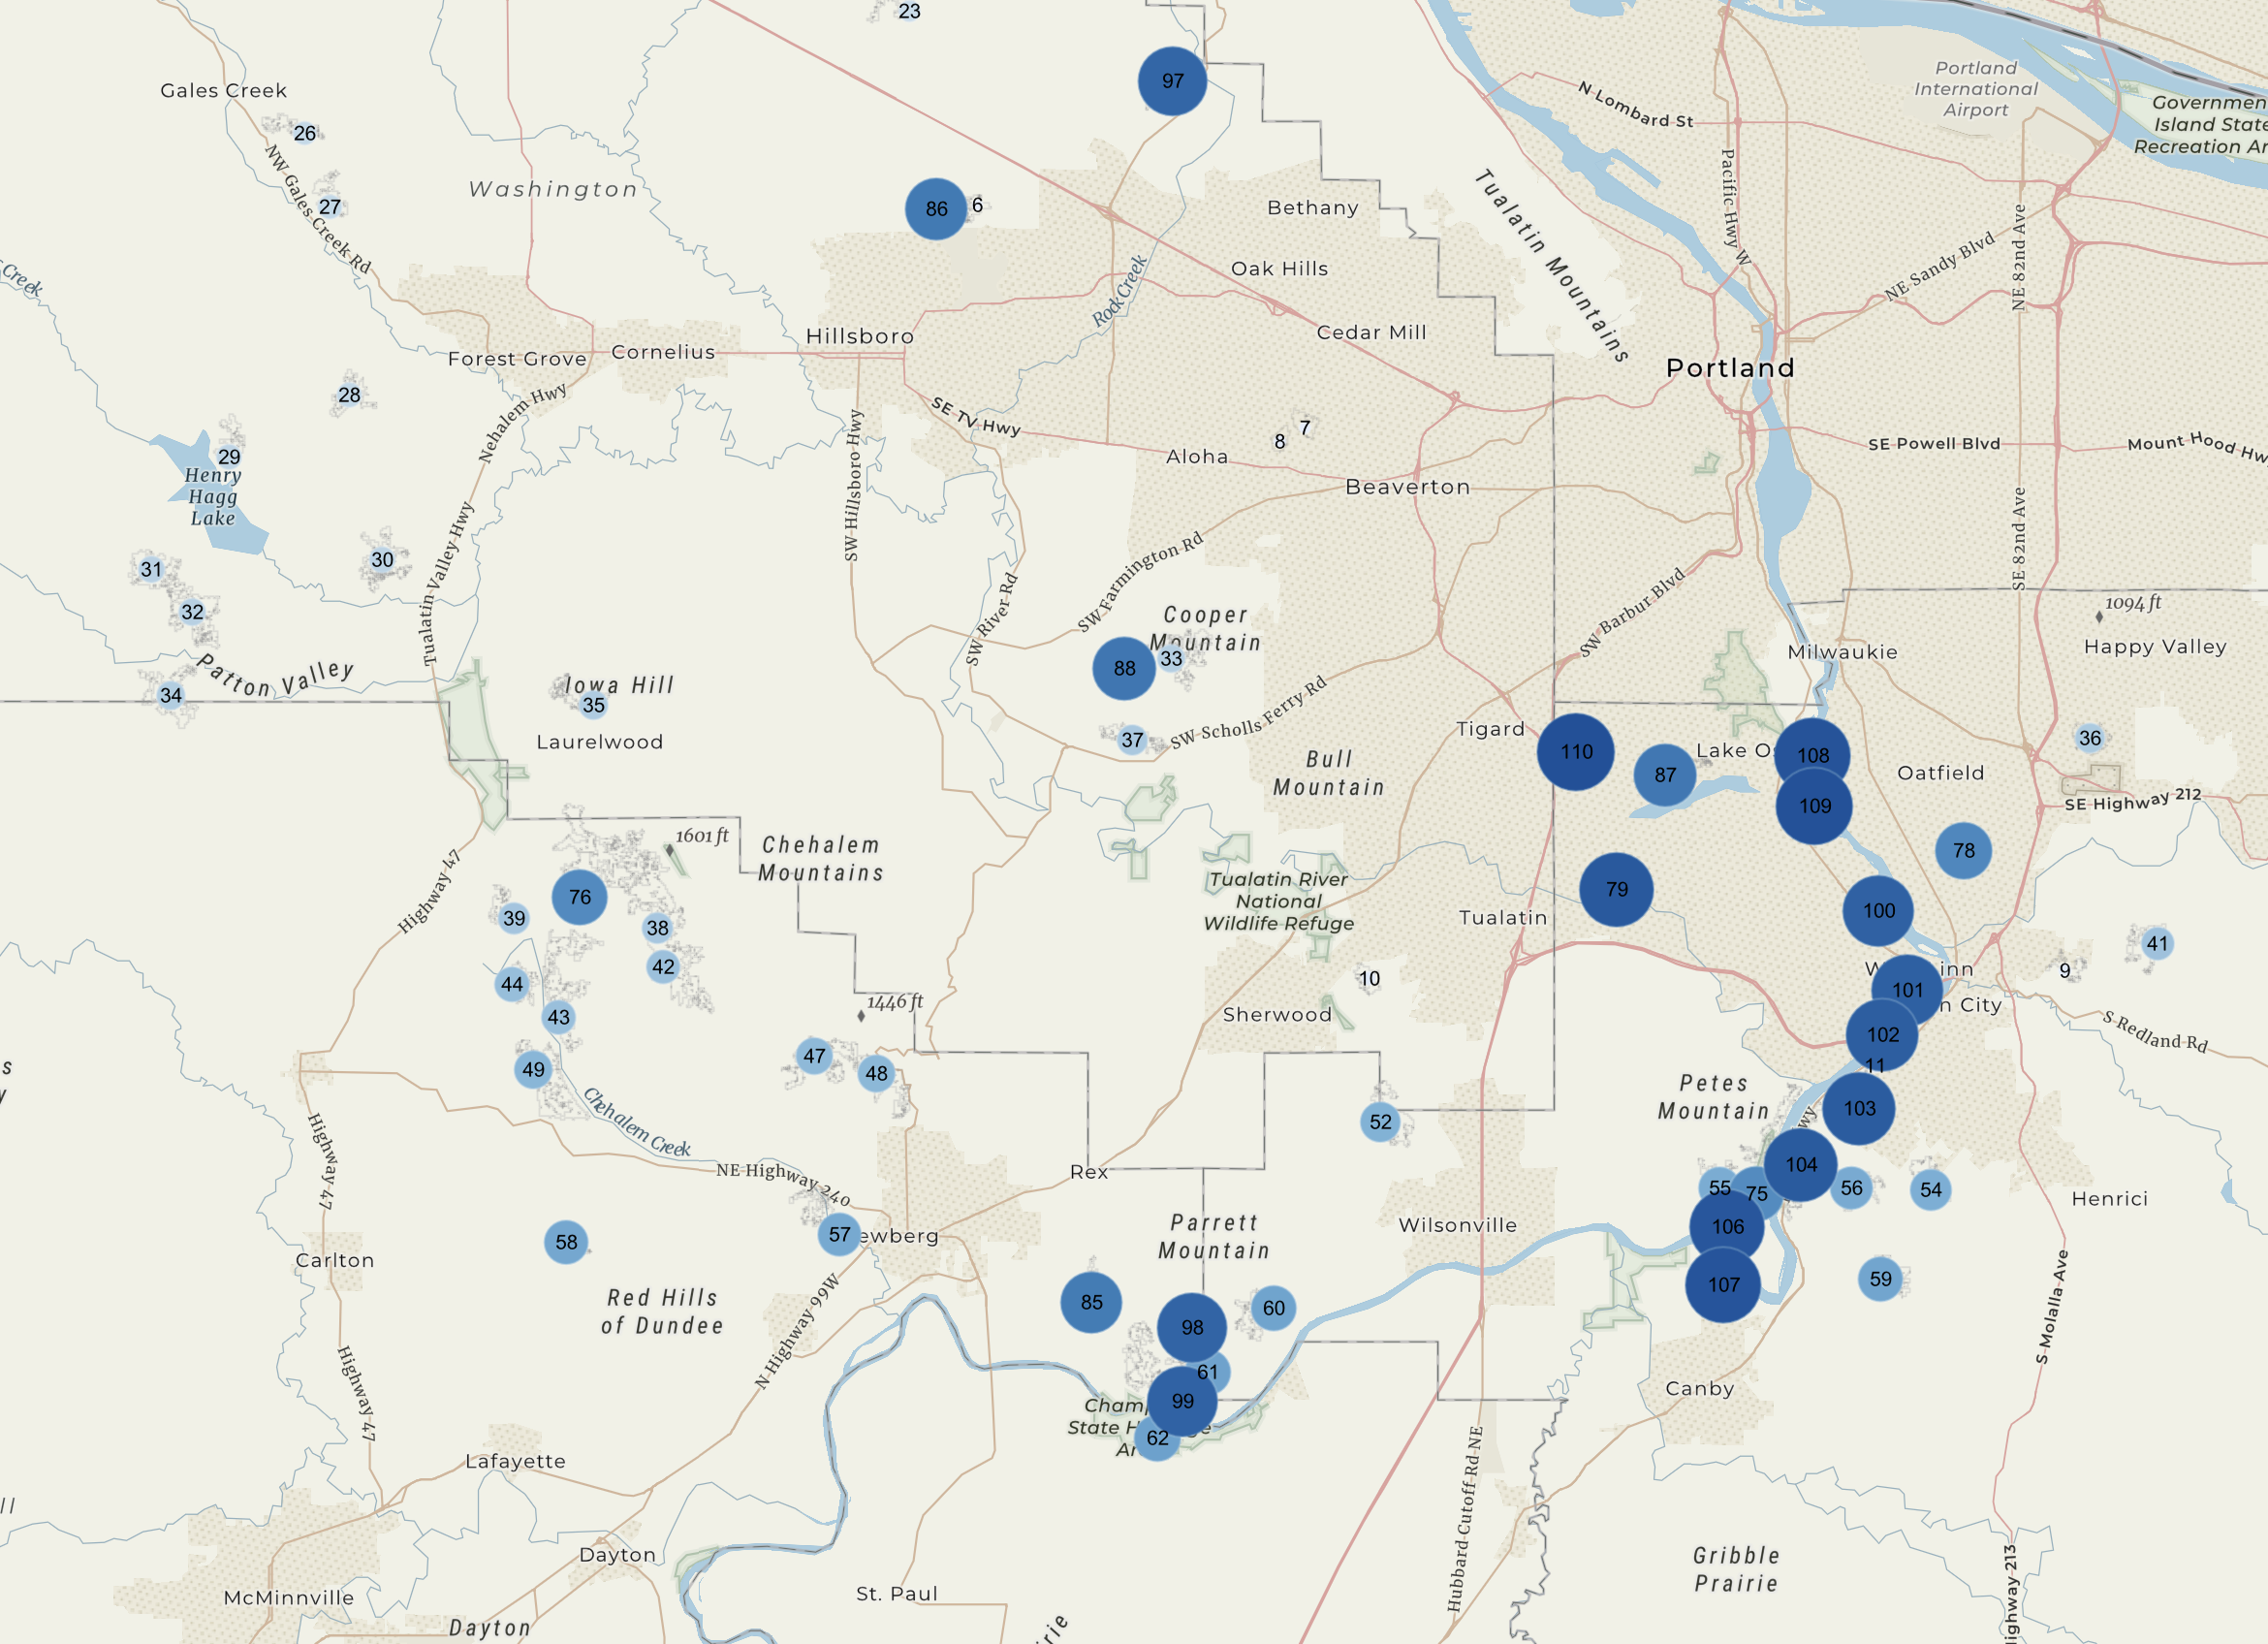 23
97
Gales Creek
Portland
International
Airport
N Lombard St
Government
Island State
26
NW Gales Creek Rd
Washington
27
86
6
Bethany
Tualatin Mountains
Pacific Hwy W
NE Sandy Blvd
NE 82nd Ave
Creek
Oak Hills
Rock Creek
Hillsboro
Cedar Mill
Forest Grove
Cornelius
Portland
28
Nehalem Hwy
SE TV Hwy
7
8
SE Powell Blvd
Mount Hood
29
Henry
Hagg
Lake
Aloha
Beaverton
SW Hillsboro Hwy
Tualatin Valley Hwy
SW Farmington Rd
SE 82nd Ave
30
31
32
SW River Rd
SW Barbur Blvd
1094 ft
Cooper
Mountain
Milwaukie
Happy Valley
88
33
Patton Valley
34
Iowa Hill
35
Laurelwood
37
SW Scholls Ferry Rd
Tigard
110
Lake
108
87
36
Bull
Mountain
Oatfield
109
SE Highway 212
1601 ft
Chehalem
Mountains
78
Highway 47
76
39
38
Tualatin River
National
Wildlife Refuge
79
Tualatin
100
42
44
41
9
10
101
City
43
1446 ft
Sherwood
102
S Redland Rd
47
48
49
11
Chehalem Creek
Petes
Mountain
103
52
Highway 47
NE Highway 240
Rex
104
55
75
56
54
Henrici
Parrett
Mountain
Wilsonville
106
57
58
Carlton
Red Hills
of Dundee
107
59
85
98
60
N Highway 99W
S Molalla Ave
61
99
62
State
Canby
Highway 47
Lafayette
Hubbard Cutoff Rd NE
Dayton
Gribble
Prairie
McMinnville
St. Paul
Dayton